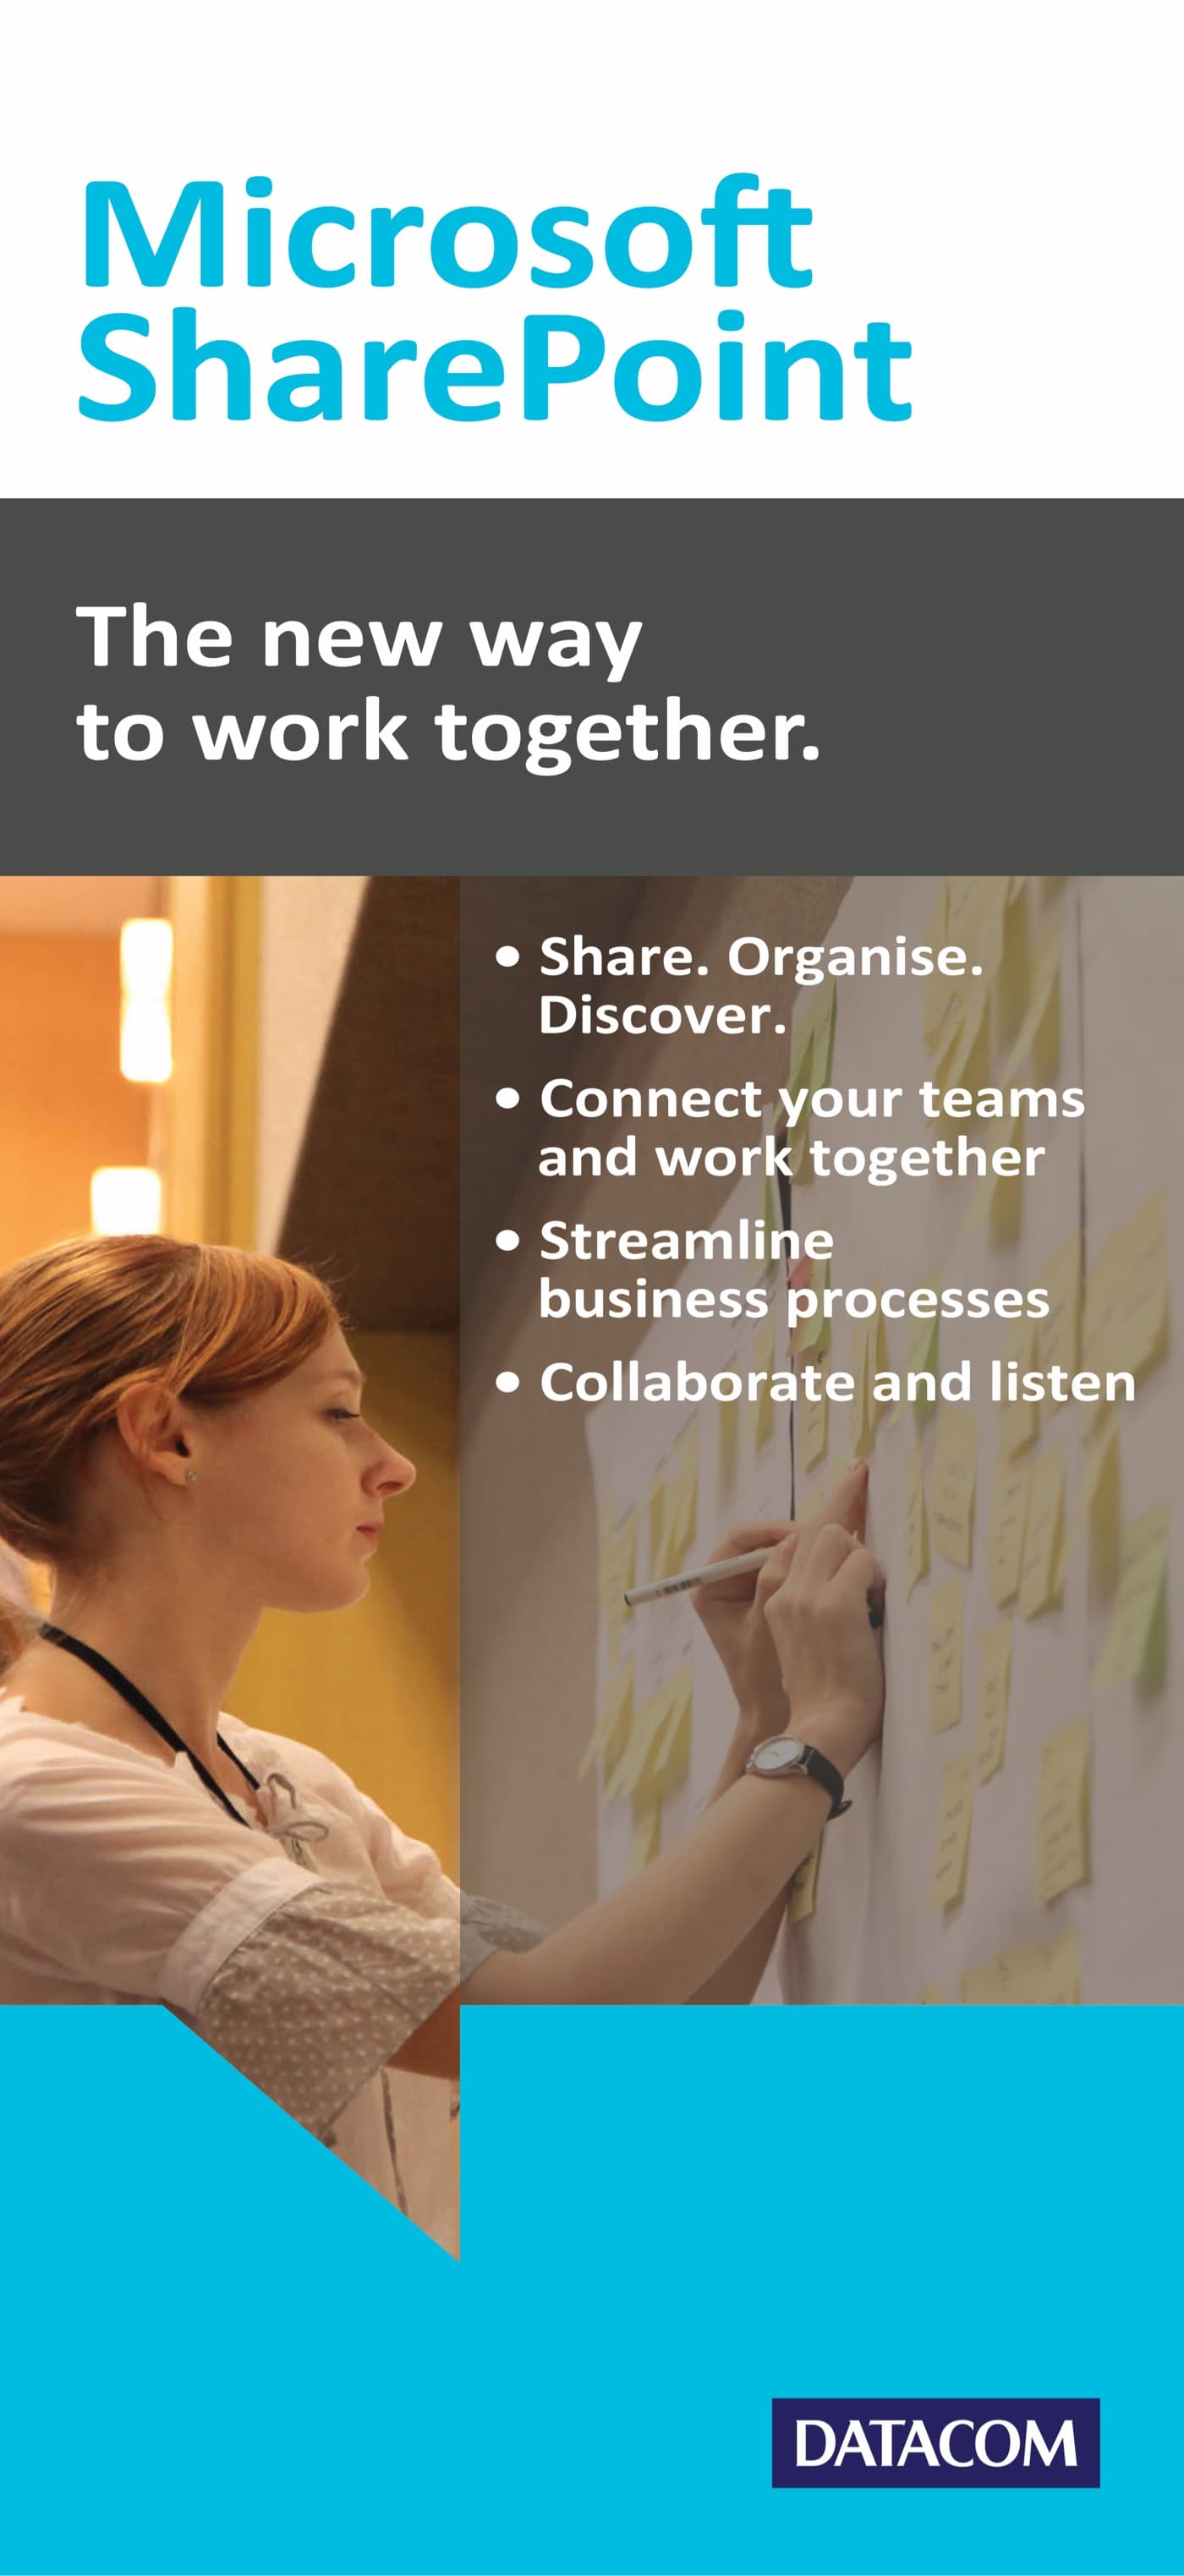 Microsoft
SharePoint
The new way
to work together.
• Share. Organise.
Discover.
• Connect your teams
and work together
• Streamline
business processes
• Collaborate and listen
DATACOM